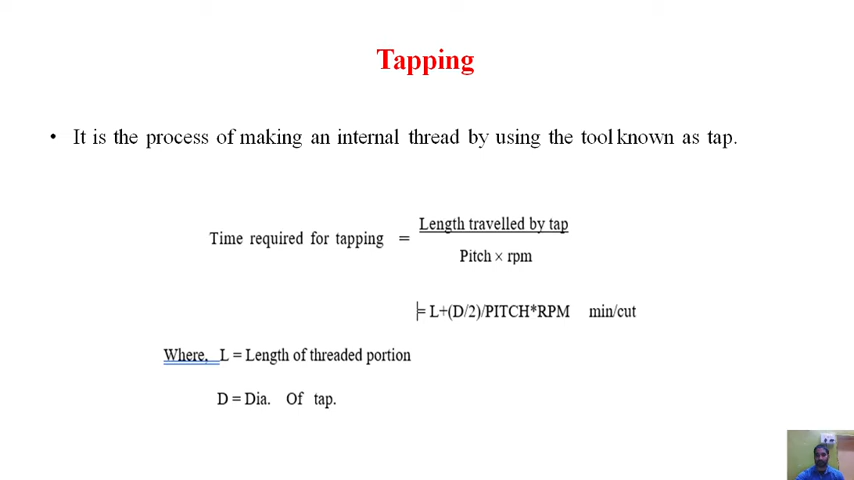 Tapping
• It is the process of making an internal thread by using the tool known as tap.
Length travelled by tap
Time required for tapping =
Pitch × rpm
= L+(D/2)/PITCH*RPM min/cut
Where, L = Length of threaded portion
D = Dia. Of tap.